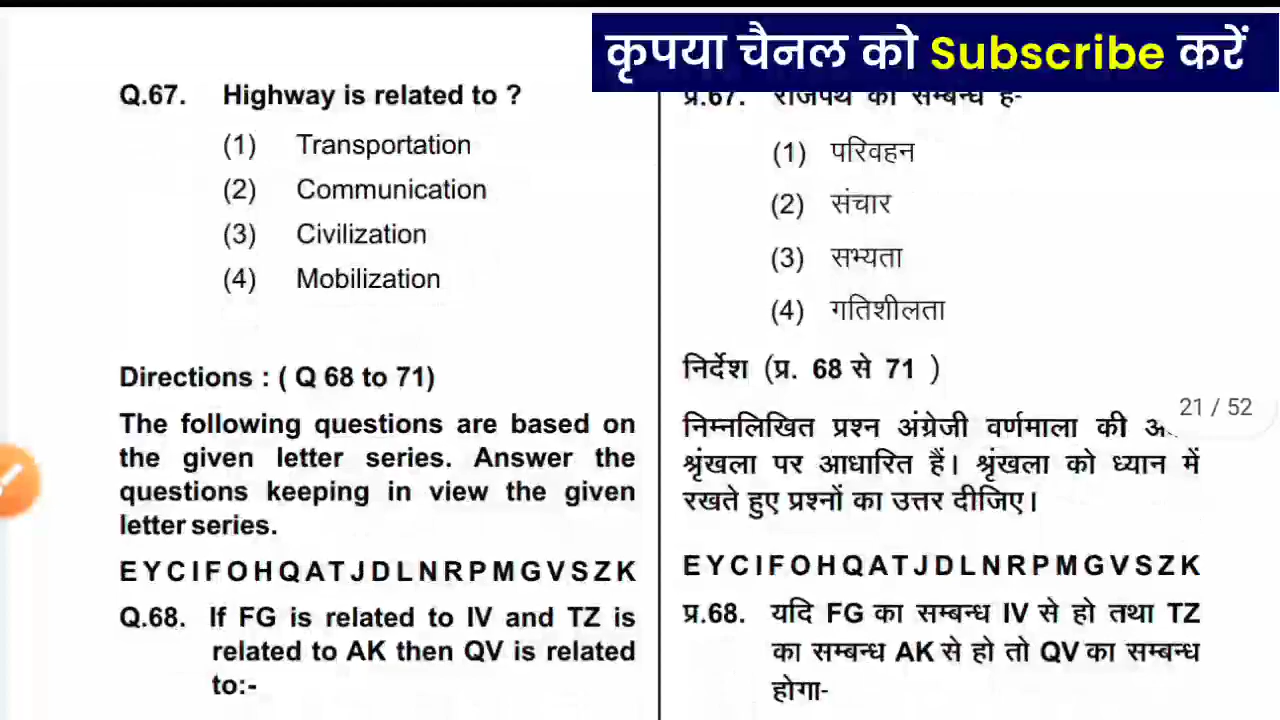 कृपया चैनल को Subscribe करें
Q.67. Highway is related to ?
(1) Transportation
(2) Communication
(3) Civilization
(4) Mobilization
Directions : ( Q 68 to 71)
The following questions are based on
the given letter series. Answer the
questions keeping in view the given
letter series.
E Y C I F O H Q A T J D L N R P M G V S Z K
Q.68. If FG is related to IV and TZ is
related to AK then QV is related
to:-
प्र.67. राजपथ का सम्बन्ध है-
(1) परिवहन
(2) संचार
(3) सभ्यता
(4) गतिशीलता
निर्देश (प्र. 68 से 71 )
21 / 52
निम्नलिखित प्रश्न अंग्रेजी वर्णमाला की
श्रृंखला पर आधारित हैं। श्रृंखला को ध्यान में
रखते हुए प्रश्नों का उत्तर दीजिए।
E Y C I F O H Q A T J D L N R P M G V S Z K
प्र.68. यदि FG का सम्बन्ध IV से हो तथा TZ
का सम्बन्ध AK से हो तो QV का सम्बन्ध
होगा-